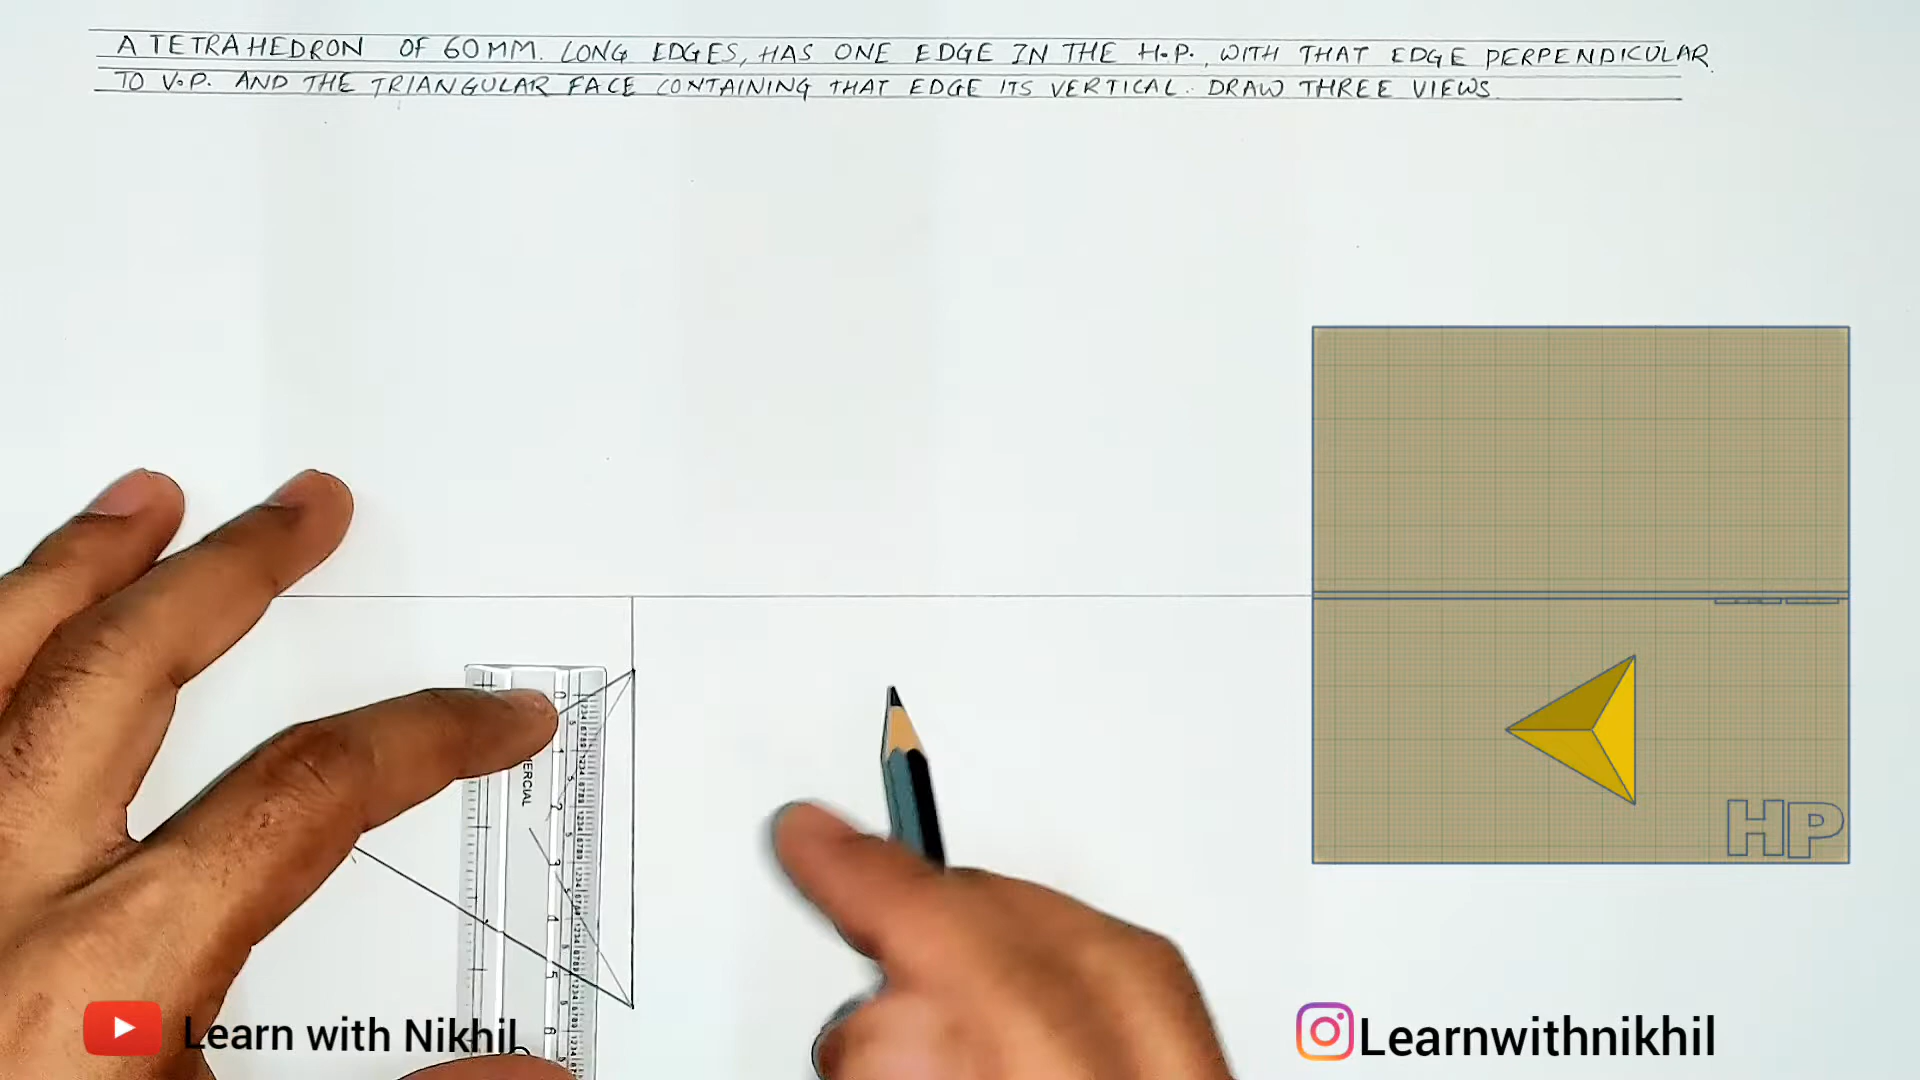 A TETRAHEDRON OF 60MM. LONG EDGES, HAS ONE EDGE IN THE H.P., WITH THAT EDGE PERPENDICULAR
TO V.P. AND THE TRIANGULAR FACE CONTAINING THAT EDGE ITS VERTICAL. DRAW THREE VIEWS.
HP
Learn with Nikhil
Learnwithnikhil